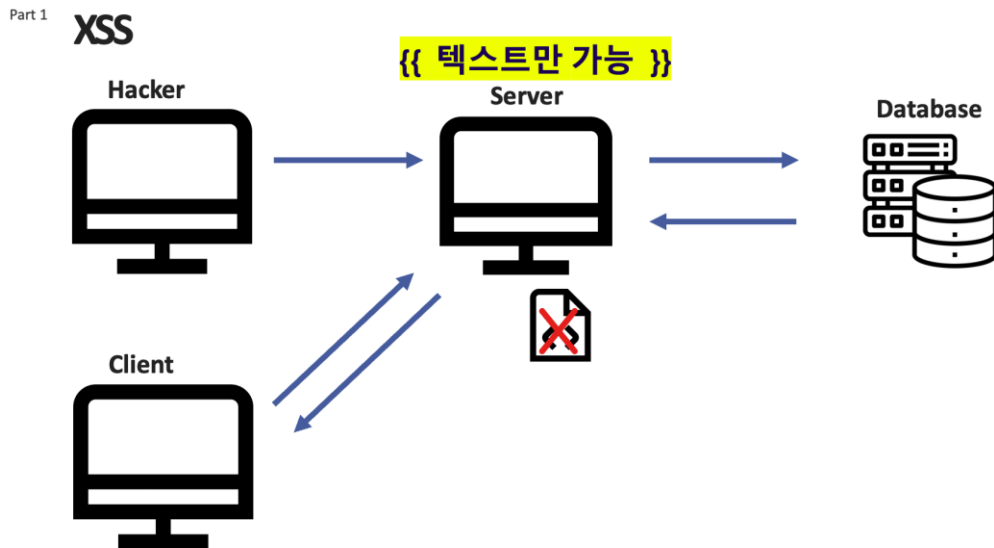 Part 1
XSS
{{ 텍스트만 가능 }}
Hacker
Server
Database
Client